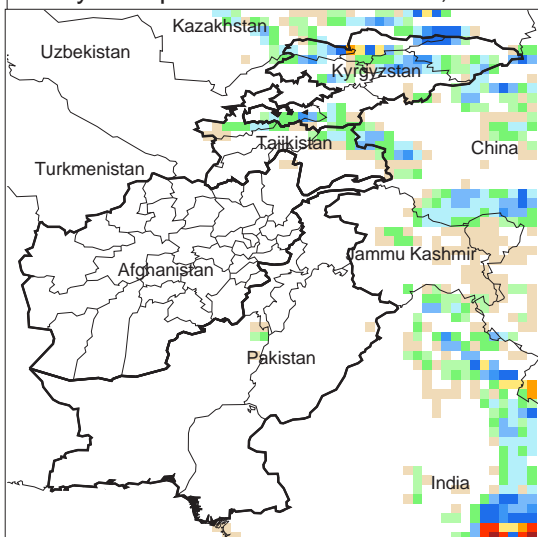 Kazakhstan
Uzbekistan
Kyrgyzstan
Tajikistan
China
Turkmenistan
Jammu Kashmir
Afghanistan
Pakistan
India